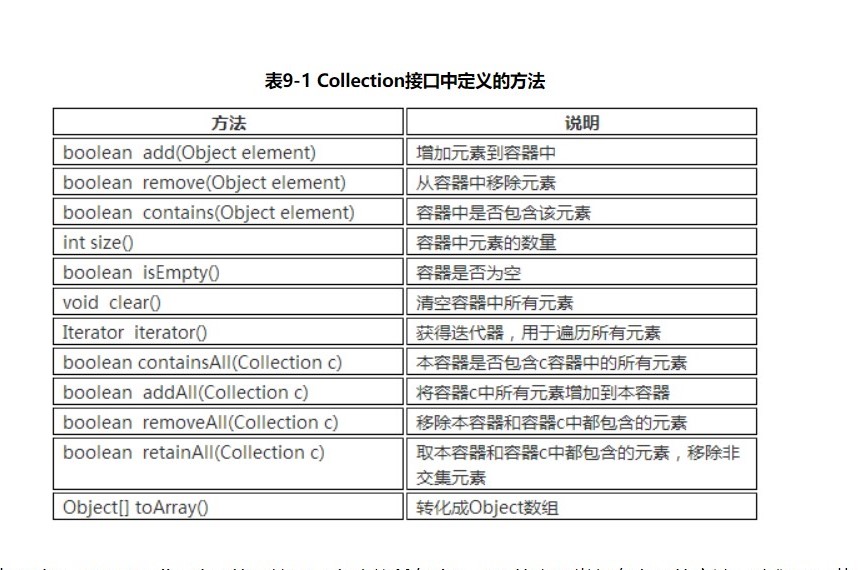 表9-1 Collection接口中定义的方法
方法 说明
boolean add(Object element) 增加元素到容器中
boolean remove(Object element) 从容器中移除元素
boolean contains(Object element) 容器中是否包含该元素
int size() 容器中元素的数量
boolean isEmpty() 容器是否为空
void clear() 清空容器中所有元素
Iterator iterator() 获得迭代器，用于遍历所有元素
boolean containsAll(Collection c) 本容器是否包含c容器中的所有元素
boolean addAll(Collection c) 将容器c中所有元素增加到本容器
boolean removeAll(Collection c) 移除本容器和容器c中都包含的元素
boolean retainAll(Collection c) 取本容器和容器c中都包含的元素，移除非
交集元素
Object[] toArray() 转化成Object数组